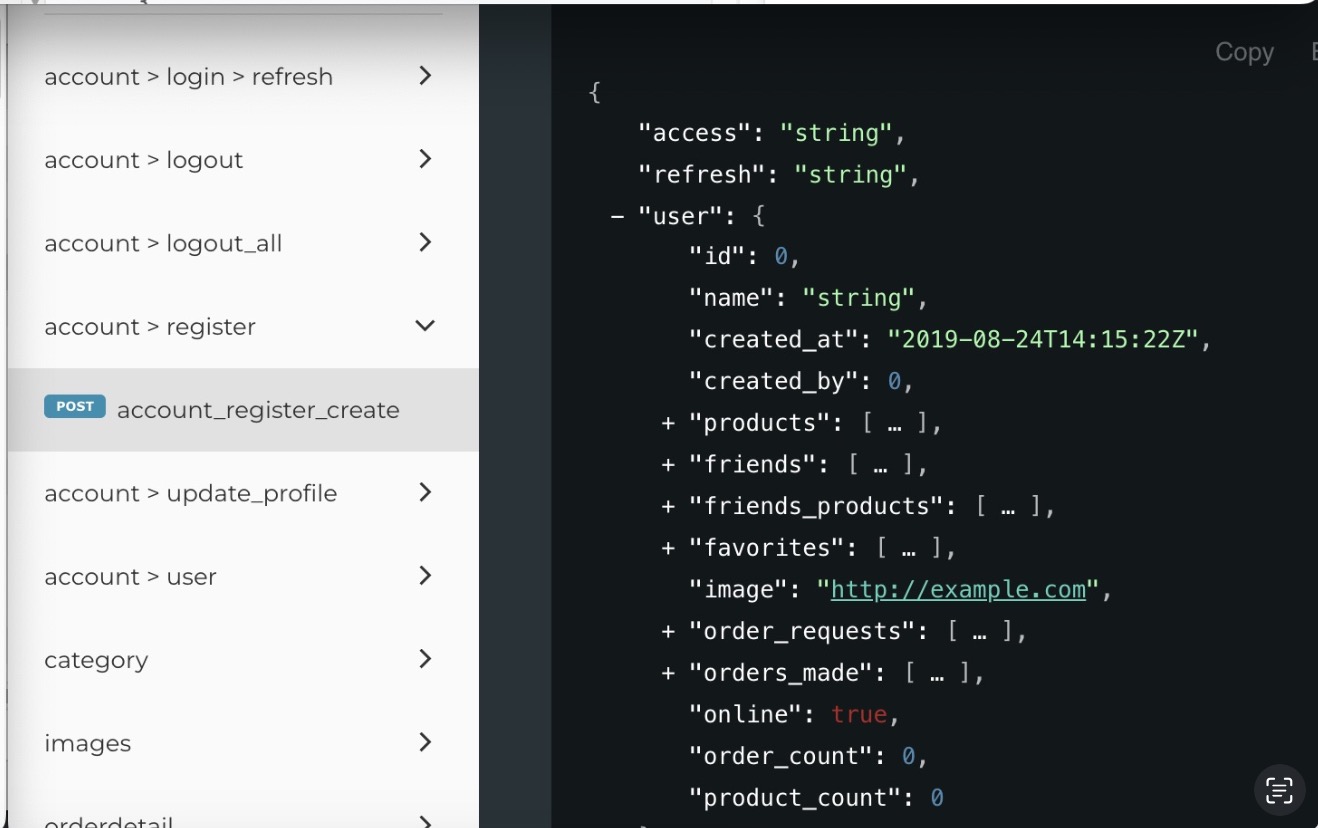 account > login > refresh
account > logout
account > logout_all
account > register
POST account_register_create
account > update_profile
account > user
category
images
orderdetail
Copy
{
"access": "string",
"refresh": "string",
− "user": {
"id": 0,
"name": "string",
"created_at": "2019-08-24T14:15:22Z",
"created_by": 0,
+ "products": [ … ],
+ "friends": [ … ],
+ "friends_products": [ … ],
+ "favorites": [ … ],
"image": "http://example.com",
+ "order_requests": [ … ],
+ "orders_made": [ … ],
"online": true,
"order_count": 0,
"product_count": 0